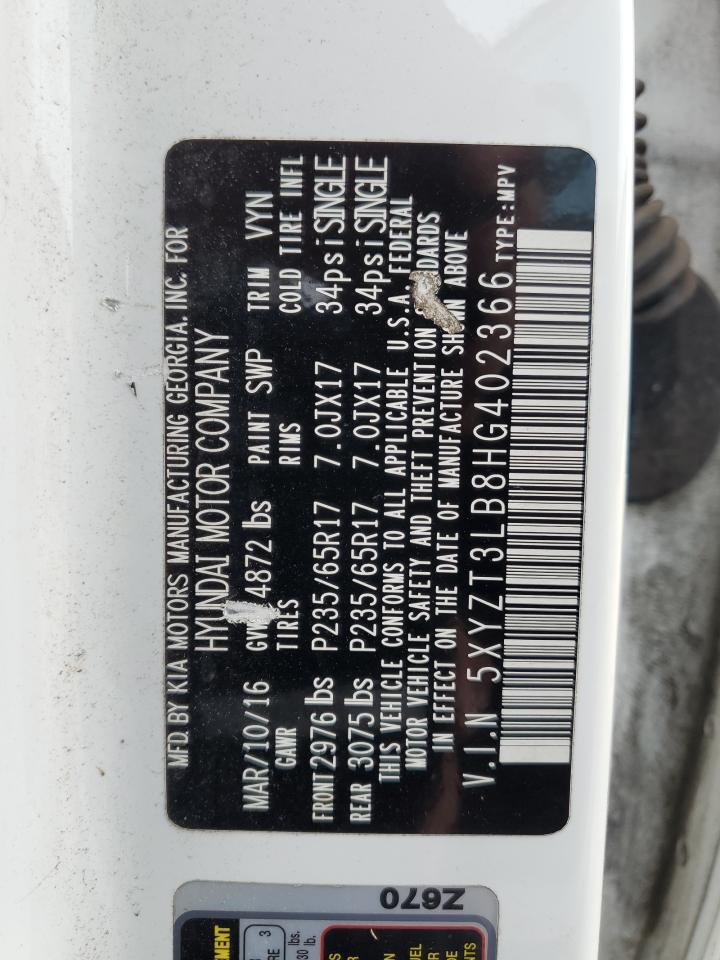 MFD. BY KIA MOTORS MANUFACTURING GEORGIA. INC. FOR
HYUNDAI MOTOR COMPANY
MAR/10/16 4872 lbs PAINT SWP TRIM VYN
GAWR TIRES RIMS COLD TIRE INFL
FRONT 2976 lbs P235/65R17 7.0JX17 34psi SINGLE
REAR 3075 lbs P235/65R17 7.0JX17 34psi SINGLE
THIS VEHICLE CONFORMS TO ALL APPLICABLE U.S.A. FEDERAL
MOTOR VEHICLE SAFETY AND THEFT PREVENTION
IN EFFECT ON THE DATE OF MANUFACTURE SHOWN ABOVE
V.I.N 5XYZT3LB8HG402366 TYPE:MPV
Z670